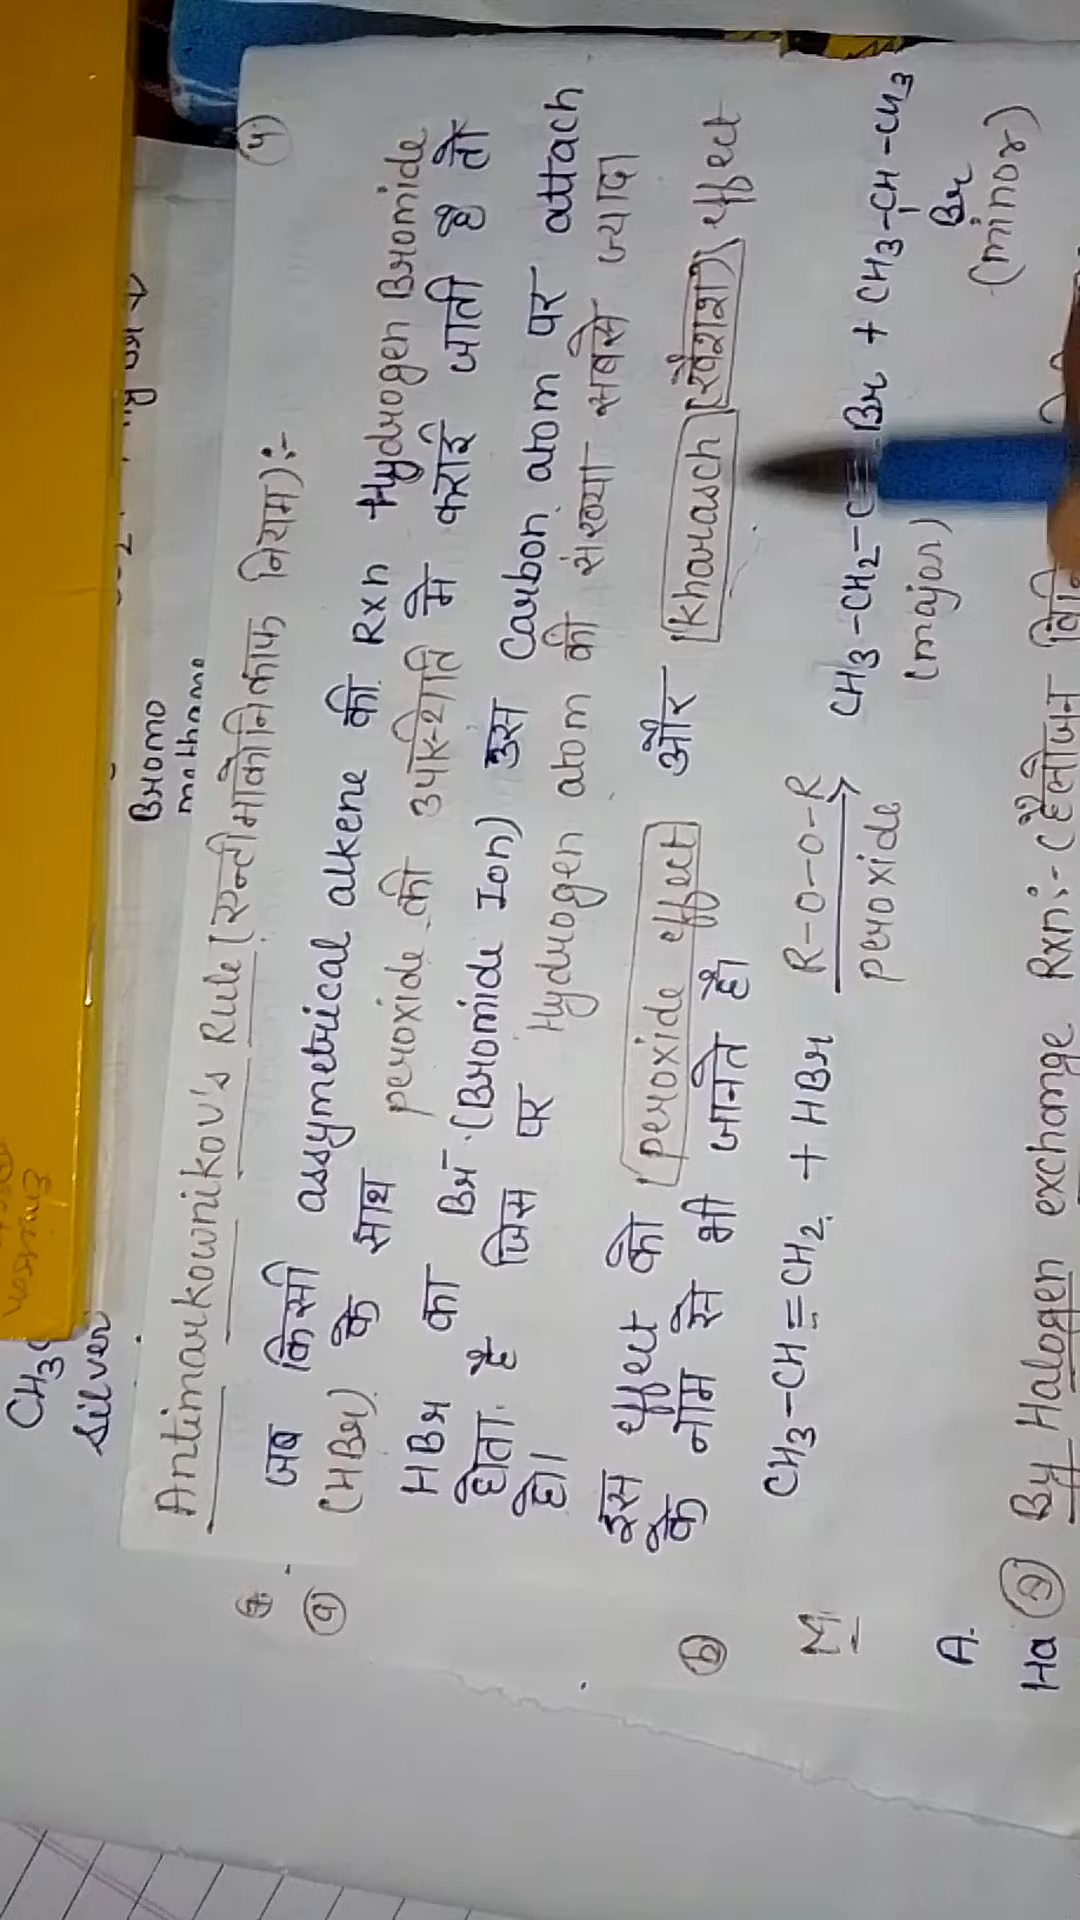 CH3
Silver
Bromo
methane
(4)
Antimarkownikov's Rule (एन्टीमार्कोनिकाफ नियम):-
जब किसी assymetrical alkene की Rxn Hydrogen Bromide
(HBr) के साथ peroxide की उपस्थिति मे कराई जाती है तो
HBr का Br⁻ (Bromide Ion) उस Carbon atom पर attach
होता है जिस पर Hydrogen atom की संख्या सबसे ज्यादा
हो।
इस effect को peroxide effect और Kharasch (खैराश) effect
के नाम से भी जानते है।
CH3-CH=CH2 + HBr R-O-O-R CH3-CH2-C Br + CH3-CH-CH3
peroxide (major) Br
(minor)
(a)
(b)
M
A.
Ha (3) By Halogen exchange Rxn:- (हैलोजन